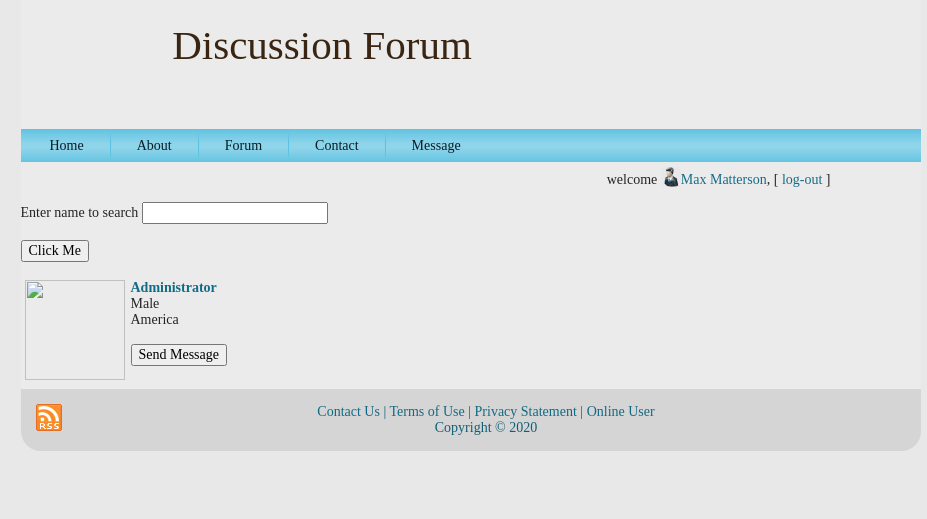 Discussion Forum
Home About Forum Contact Message
welcome Max Matterson, [ log-out ]
Enter name to search
Click Me
Administrator
Male
America
Send Message
RSS
Contact Us | Terms of Use | Privacy Statement | Online User
Copyright © 2020